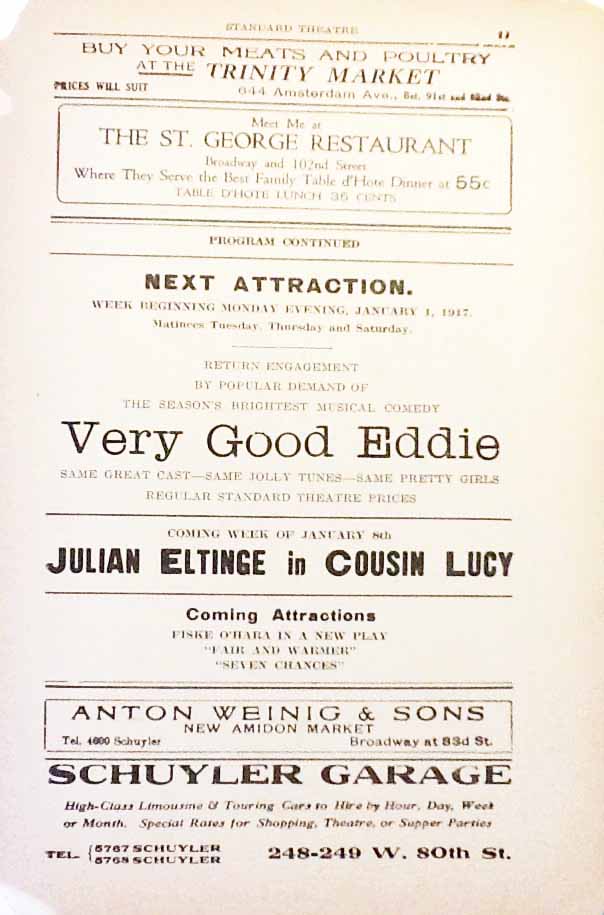 STANDARD THEATRE 17
BUY YOUR MEATS AND POULTRY
AT THE TRINITY MARKET
PRICES WILL SUIT 644 Amsterdam Ave., Bet. 91st and 92nd Sts.
Meet Me at
THE ST. GEORGE RESTAURANT
Broadway and 102nd Street
Where They Serve the Best Family Table d'Hote Dinner at 55c
TABLE D'HOTE LUNCH 35 CENTS
PROGRAM CONTINUED
NEXT ATTRACTION.
WEEK BEGINNING MONDAY EVENING, JANUARY 1, 1917.
Matinees Tuesday, Thursday and Saturday.
RETURN ENGAGEMENT
BY POPULAR DEMAND OF
THE SEASON'S BRIGHTEST MUSICAL COMEDY
Very Good Eddie
SAME GREAT CAST—SAME JOLLY TUNES—SAME PRETTY GIRLS
REGULAR STANDARD THEATRE PRICES
COMING WEEK OF JANUARY 8th
JULIAN ELTINGE in COUSIN LUCY
Coming Attractions
FISKE O'HARA IN A NEW PLAY
"FAIR AND WARMER"
"SEVEN CHANCES"
ANTON WEINIG & SONS
NEW AMIDON MARKET
Tel. 4600 Schuyler Broadway at 83d St.
SCHUYLER GARAGE
High-Class Limousine & Touring Cars to Hire by Hour, Day, Week
or Month. Special Rates for Shopping, Theatre, or Supper Parties
TEL. {5767 SCHUYLER
{5768 SCHUYLER 248-249 W. 80th St.